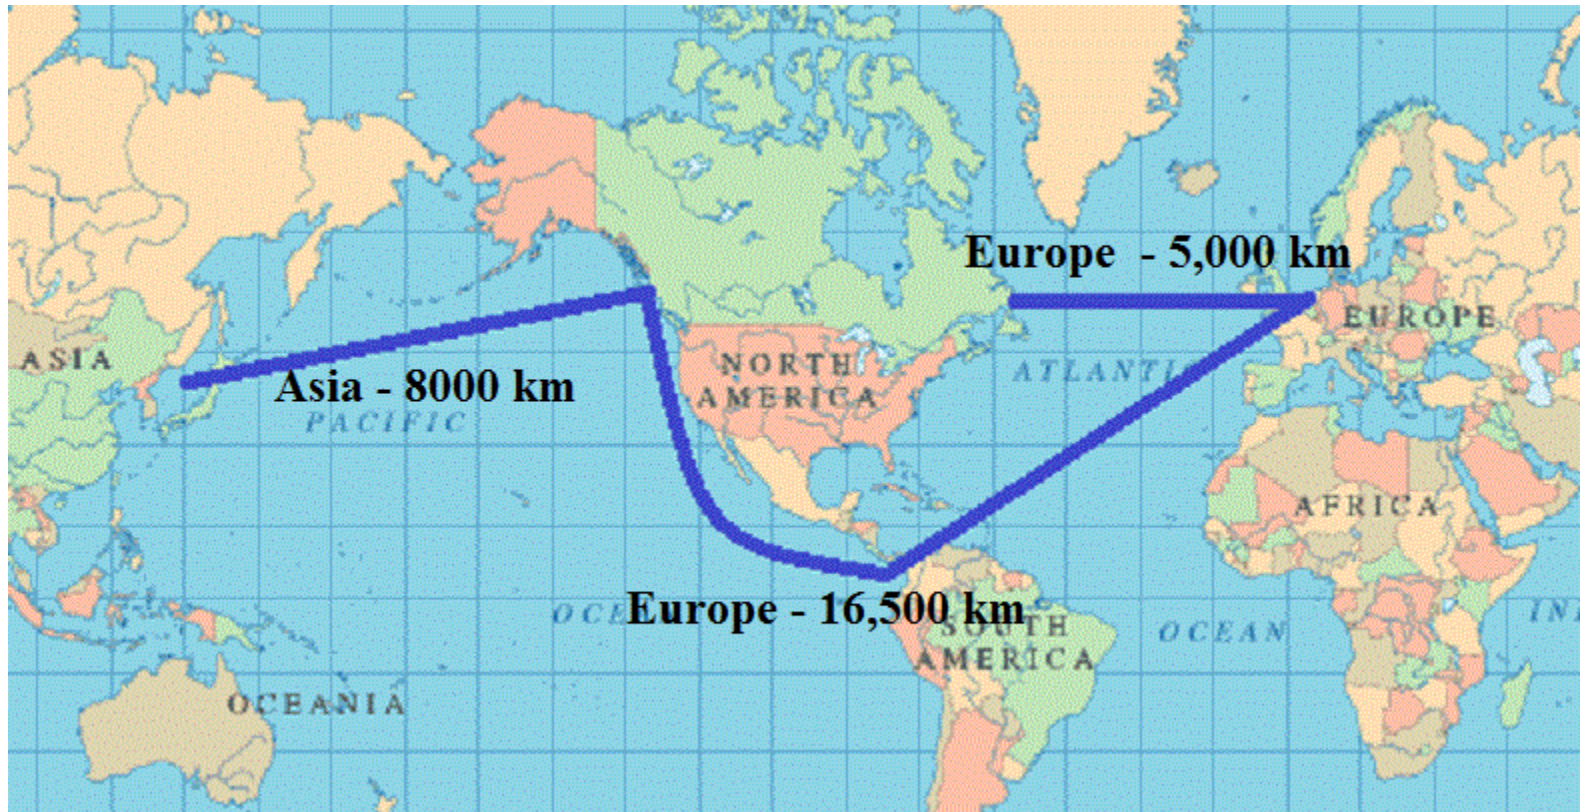 Europe - 5,000 km
EUROPE
ASIA
NORTH
AMERICA
ATLANTI
Asia - 8000 km
PACIFIC
AFRICA
Europe - 16,500 km
SOUTH
AMERICA
OCEAN
OCEANIA